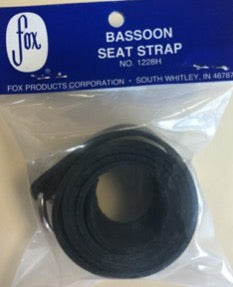 fox
BASSOON
SEAT STRAP
NO. 1228H
FOX PRODUCTS CORPORATION • SOUTH WHITLEY, IN 46787